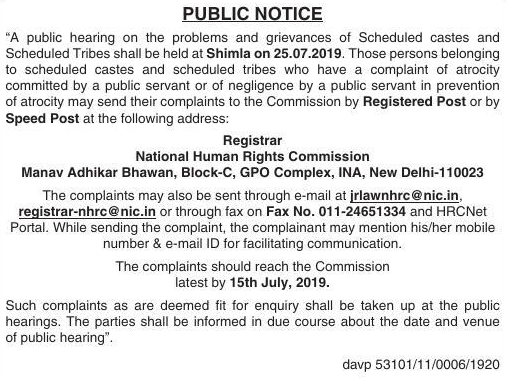 PUBLIC NOTICE
“A public hearing on the problems and grievances of Scheduled castes and
Scheduled Tribes shall be held at Shimla on 25.07.2019. Those persons belonging
to scheduled castes and scheduled tribes who have a complaint of atrocity
committed by a public servant or of negligence by a public servant in prevention
of atrocity may send their complaints to the Commission by Registered Post or by
Speed Post at the following address:
Registrar
National Human Rights Commission
Manav Adhikar Bhawan, Block-C, GPO Complex, INA, New Delhi-110023
The complaints may also be sent through e-mail at jrlawnhrc@nic.in,
registrar-nhrc@nic.in or through fax on Fax No. 011-24651334 and HRCNet
Portal. While sending the complaint, the complainant may mention his/her mobile
number & e-mail ID for facilitating communication.
The complaints should reach the Commission
latest by 15th July, 2019.
Such complaints as are deemed fit for enquiry shall be taken up at the public
hearings. The parties shall be informed in due course about the date and venue
of public hearing”.
davp 53101/11/0006/1920